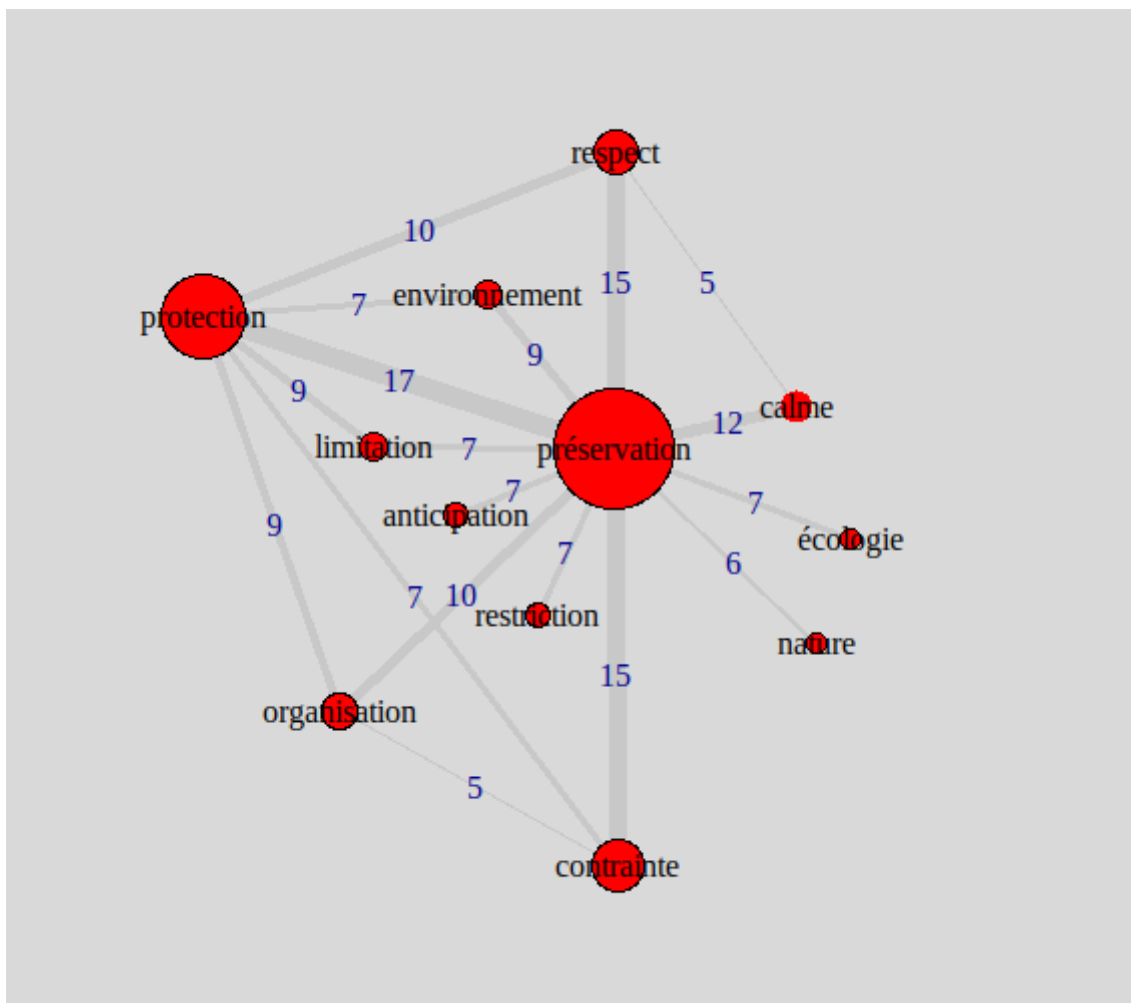 respect
10
15
5
environnement
7
protection
9
17
9
calme
12
limitation
7
préservation
7
7
anticipation
9
7
écologie
7
6
7
10
restriction
nature
15
organisation
5
contrainte